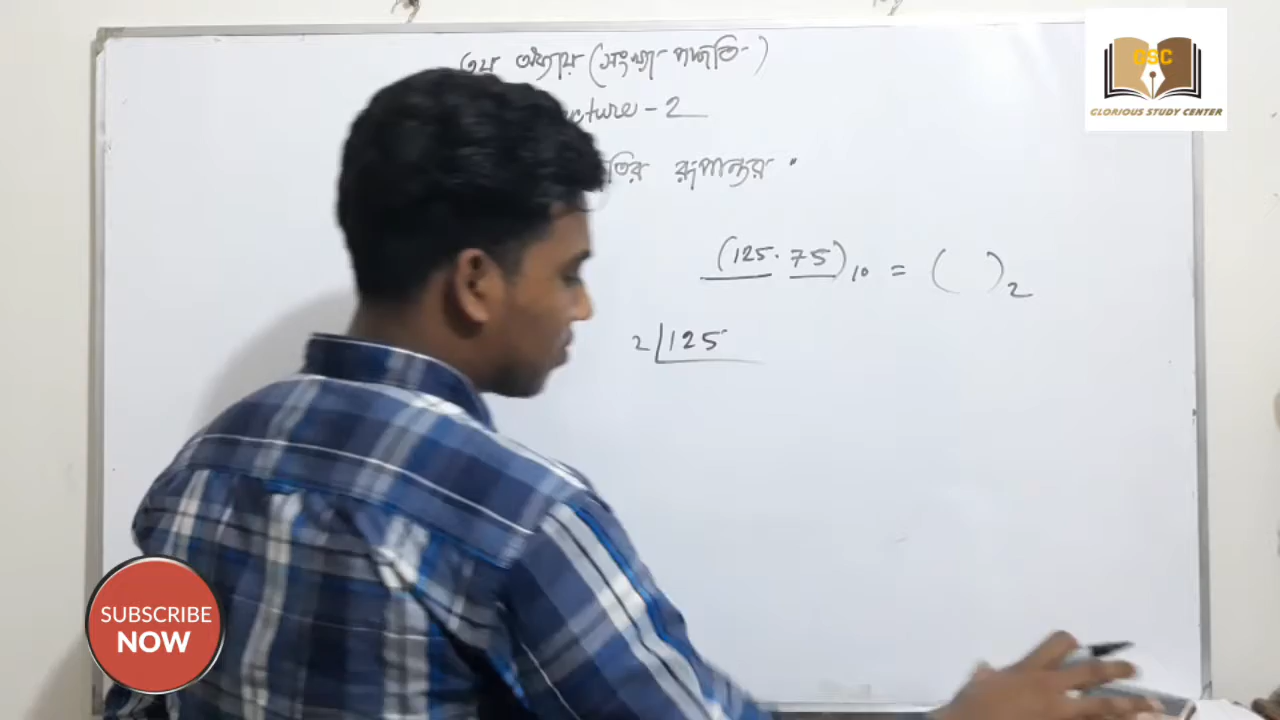 ৩য় অধ্যায় (সংখ্যা পদ্ধতি)
cture - 2
তির রূপান্তর
(125.75)10 = ( )2
2 125
GSC
GLORIOUS STUDY CENTER
SUBSCRIBE
NOW